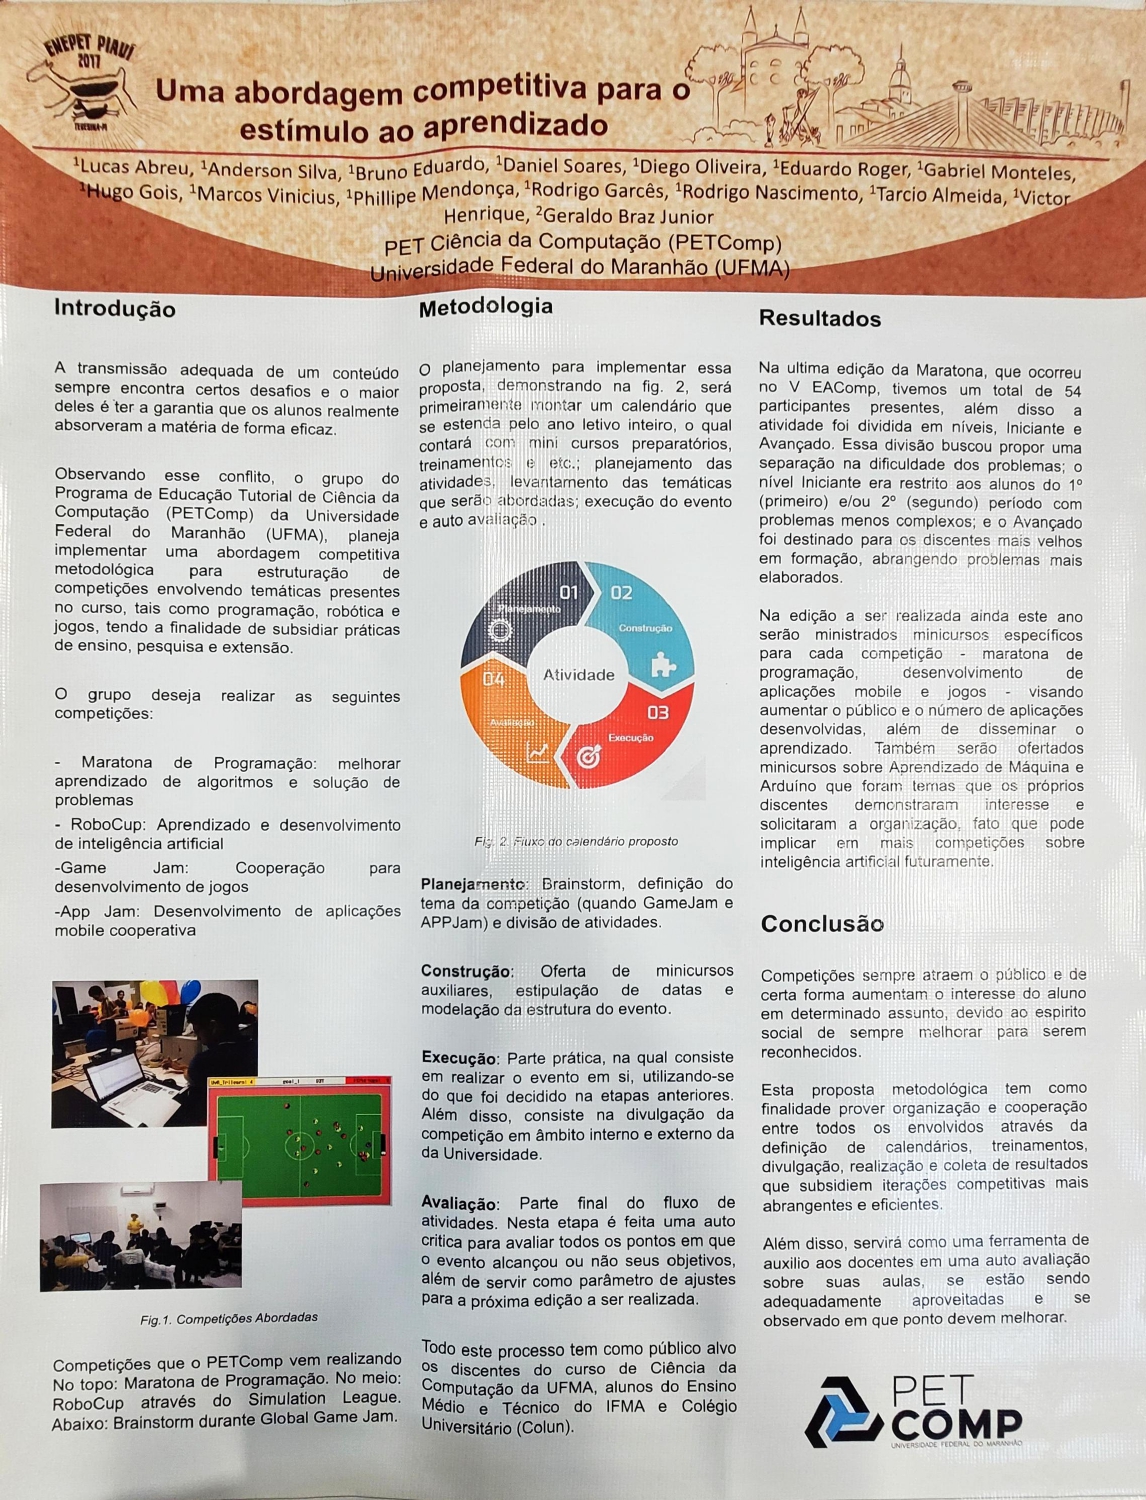 ENEPET PIAUÍ
2017
TERESINA-PI
Uma abordagem competitiva para o
estímulo ao aprendizado
¹Lucas Abreu, ¹Anderson Silva, ¹Bruno Eduardo, ¹Daniel Soares, ¹Diego Oliveira, ¹Eduardo Roger, ¹Gabriel Monteles,
¹Hugo Gois, ¹Marcos Vinicius, ¹Phillipe Mendonça, ¹Rodrigo Garcês, ¹Rodrigo Nascimento, ¹Tarcio Almeida, ¹Victor
Henrique, ²Geraldo Braz Junior
PET Ciência da Computação (PETComp)
Universidade Federal do Maranhão (UFMA)
Introdução
A transmissão adequada de um conteúdo
sempre encontra certos desafios e o maior
deles é ter a garantia que os alunos realmente
absorveram a matéria de forma eficaz.
Observando esse conflito, o grupo do
Programa de Educação Tutorial de Ciência da
Computação (PETComp) da Universidade
Federal do Maranhão (UFMA), planeja
implementar uma abordagem competitiva
metodológica para estruturação de
competições envolvendo temáticas presentes
no curso, tais como programação, robótica e
jogos, tendo a finalidade de subsidiar práticas
de ensino, pesquisa e extensão.
O grupo deseja realizar as seguintes
competições:
- Maratona de Programação: melhorar
aprendizado de algoritmos e solução de
problemas
- RoboCup: Aprendizado e desenvolvimento
de inteligência artificial
-Game Jam: Cooperação para
desenvolvimento de jogos
-App Jam: Desenvolvimento de aplicações
mobile cooperativa
Fig.1. Competições Abordadas
Competições que o PETComp vem realizando
No topo: Maratona de Programação. No meio:
RoboCup através do Simulation League.
Abaixo: Brainstorm durante Global Game Jam.
Metodologia
O planejamento para implementar essa
proposta, demonstrando na fig. 2, será
primeiramente montar um calendário que
se estenda pelo ano letivo inteiro, o qual
contará com mini cursos preparatórios,
treinamentos e etc.; planejamento das
atividades, levantamento das temáticas
que serão abordadas; execução do evento
e auto avaliação .
01
Planejamento
02
Construção
Atividade
04
Avaliação
03
Execução
Fig. 2. Fluxo do calendário proposto
Planejamento: Brainstorm, definição do
tema da competição (quando GameJam e
APPJam) e divisão de atividades.
Construção: Oferta de minicursos
auxiliares, estipulação de datas e
modelação da estrutura do evento.
Execução: Parte prática, na qual consiste
em realizar o evento em si, utilizando-se
do que foi decidido na etapas anteriores.
Além disso, consiste na divulgação da
competição em âmbito interno e externo da
da Universidade.
Avaliação: Parte final do fluxo de
atividades. Nesta etapa é feita uma auto
critica para avaliar todos os pontos em que
o evento alcançou ou não seus objetivos,
além de servir como parâmetro de ajustes
para a próxima edição a ser realizada.
Todo este processo tem como público alvo
os discentes do curso de Ciência da
Computação da UFMA, alunos do Ensino
Médio e Técnico do IFMA e Colégio
Universitário (Colun).
Resultados
Na ultima edição da Maratona, que ocorreu
no V EAComp, tivemos um total de 54
participantes presentes, além disso a
atividade foi dividida em níveis, Iniciante e
Avançado. Essa divisão buscou propor uma
separação na dificuldade dos problemas; o
nível Iniciante era restrito aos alunos do 1º
(primeiro) e/ou 2º (segundo) período com
problemas menos complexos; e o Avançado
foi destinado para os discentes mais velhos
em formação, abrangendo problemas mais
elaborados.
Na edição a ser realizada ainda este ano
serão ministrados minicursos específicos
para cada competição - maratona de
programação, desenvolvimento de
aplicações mobile e jogos - visando
aumentar o público e o número de aplicações
desenvolvidas, além de disseminar o
aprendizado. Também serão ofertados
minicursos sobre Aprendizado de Máquina e
Arduíno que foram temas que os próprios
discentes demonstraram interesse e
solicitaram a organização, fato que pode
implicar em mais competições sobre
inteligência artificial futuramente.
Conclusão
Competições sempre atraem o público e de
certa forma aumentam o interesse do aluno
em determinado assunto, devido ao espirito
social de sempre melhorar para serem
reconhecidos.
Esta proposta metodológica tem como
finalidade prover organização e cooperação
entre todos os envolvidos através da
definição de calendários, treinamentos,
divulgação, realização e coleta de resultados
que subsidiem iterações competitivas mais
abrangentes e eficientes.
Além disso, servirá como uma ferramenta de
auxilio aos docentes em uma auto avaliação
sobre suas aulas, se estão sendo
adequadamente aproveitadas e se
observado em que ponto devem melhorar.
PET
COMP
UNIVERSIDADE FEDERAL DO MARANHÃO